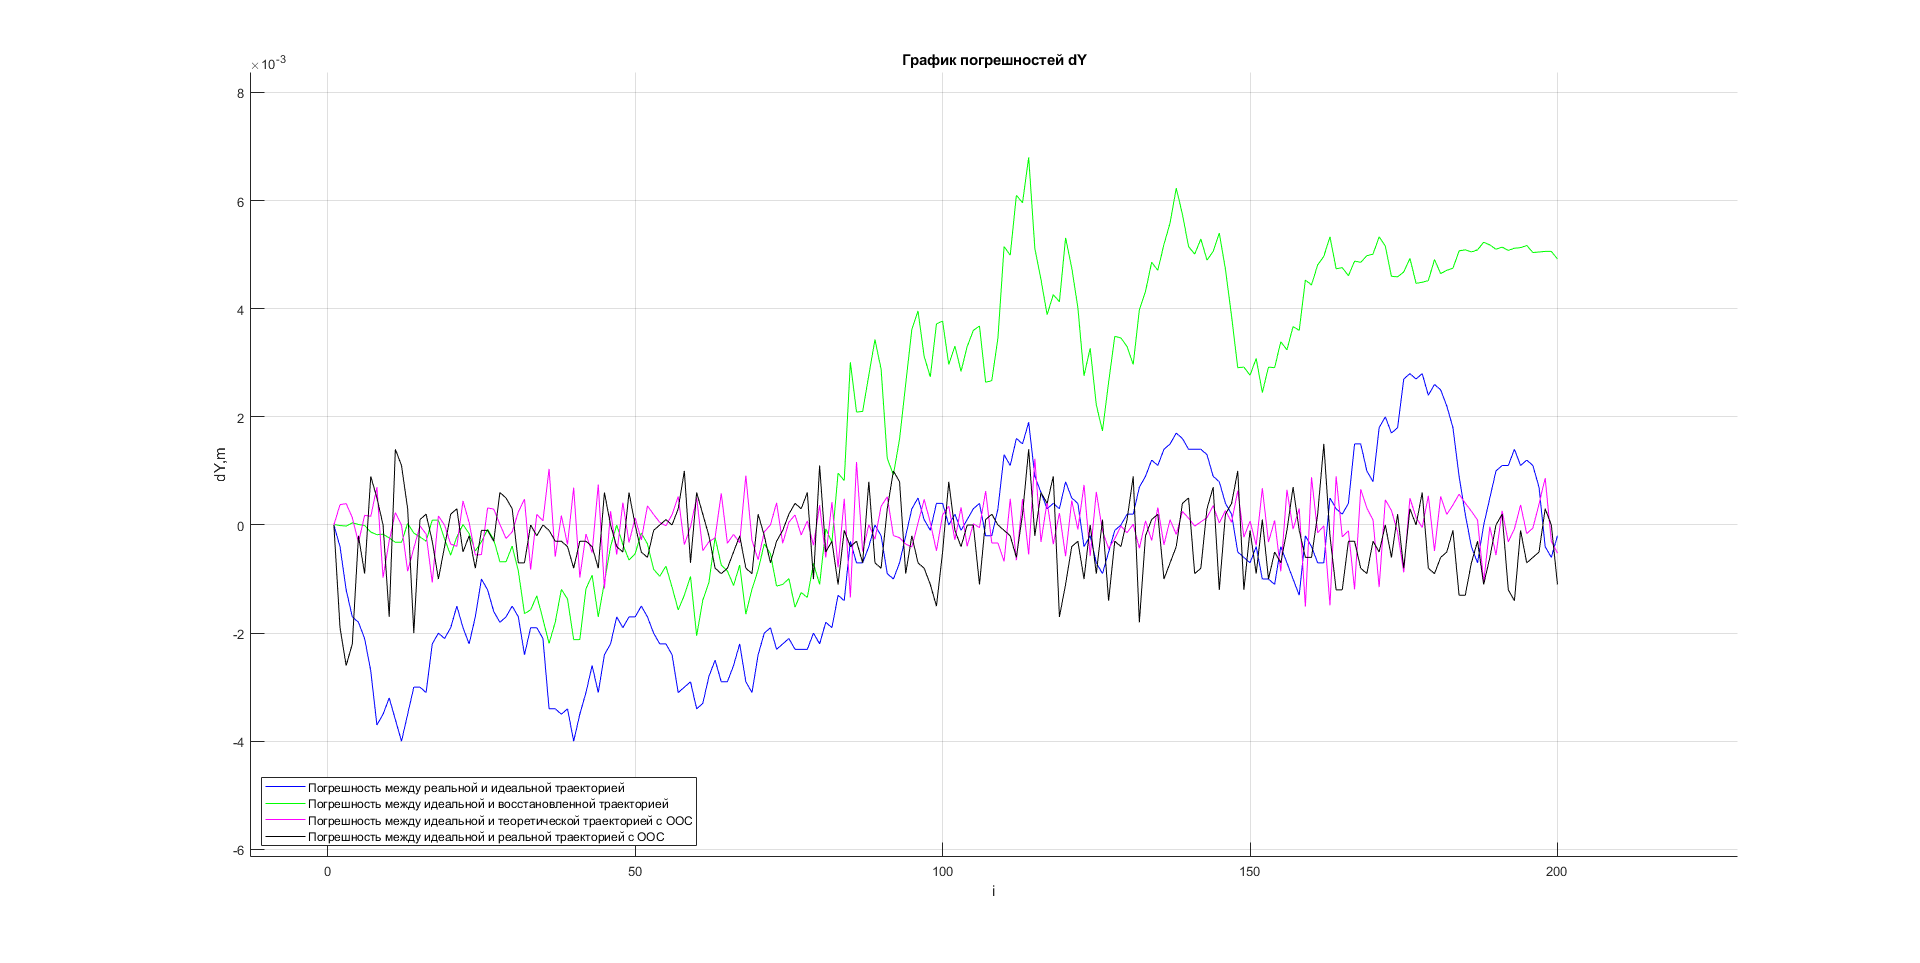 График погрешностей dY
×10-3
8
6
4
2
0
-2
-4
-6
dY,m
0
50
100
150
200
i
Погрешность между реальной и идеальной траекторией
Погрешность между идеальной и восстановленной траекторией
Погрешность между идеальной и теоретической траекторией с ООС
Погрешность между идеальной и реальной траекторией с ООС